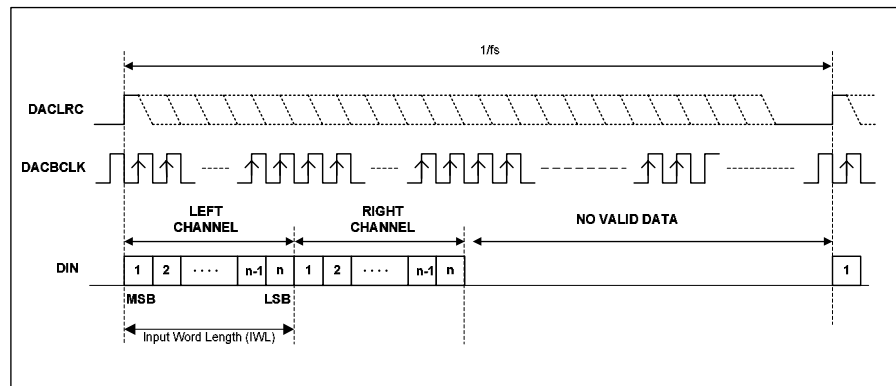 1/fs
DACLRC
DACBCLK
LEFT
CHANNEL
RIGHT
CHANNEL
NO VALID DATA
DIN
1 2 · · · · n-1 n 1 2 · · · · n-1 n 1
MSB LSB
Input Word Length (IWL)